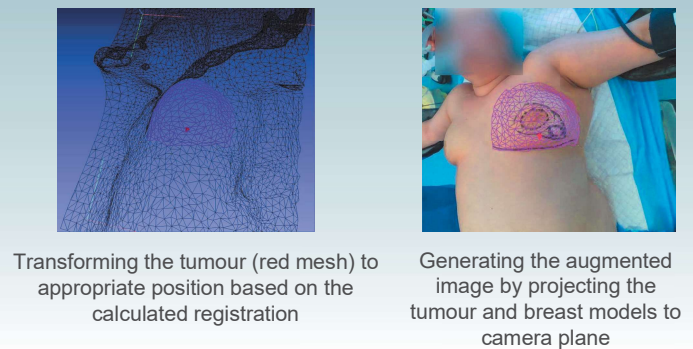 Transforming the tumour (red mesh) to
appropriate position based on the
calculated registration
Generating the augmented
image by projecting the
tumour and breast models to
camera plane